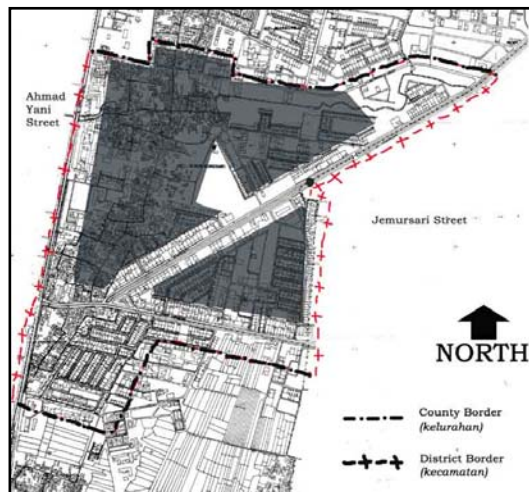 Ahmad
Yani
Street
Jemursari Street
NORTH
County Border
(kelurahan)
District Border
(kecamatan)